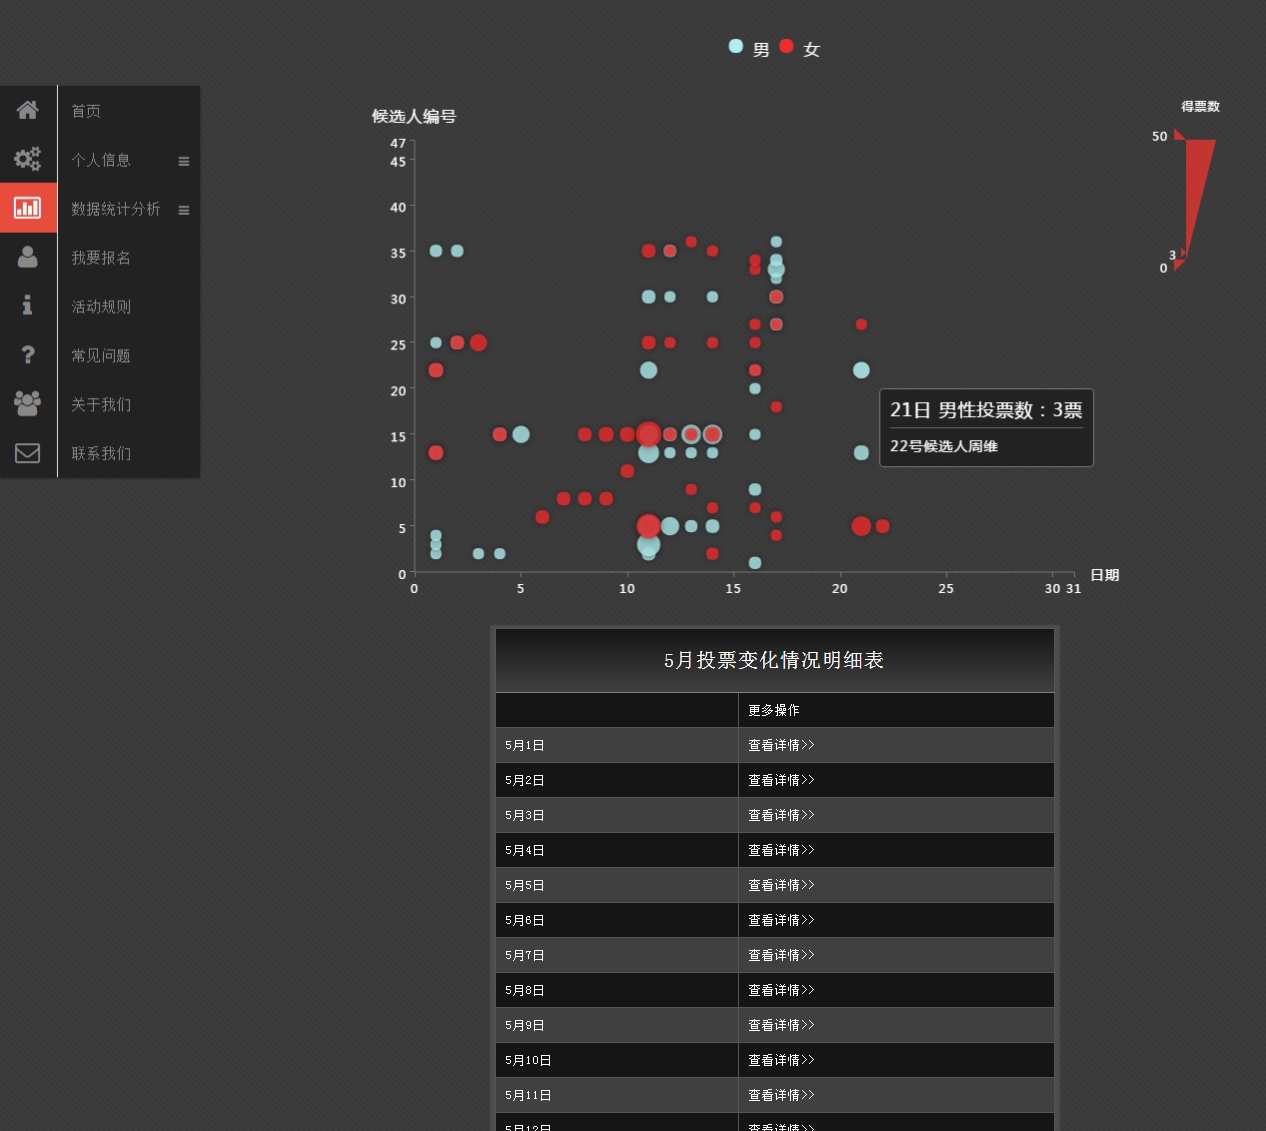 男 女
首页
个人信息
数据统计分析
我要报名
活动规则
常见问题
关于我们
联系我们
候选人编号
47
45
40
35
30
25
20
15
10
5
0
0 5 10 15 20 25 30 31
日期
得票数
50
3
0
21日 男性投票数：3票
22号候选人周维
5月投票变化情况明细表
更多操作
5月1日 查看详情>>
5月2日 查看详情>>
5月3日 查看详情>>
5月4日 查看详情>>
5月5日 查看详情>>
5月6日 查看详情>>
5月7日 查看详情>>
5月8日 查看详情>>
5月9日 查看详情>>
5月10日 查看详情>>
5月11日 查看详情>>
5月12日 查看详情>>